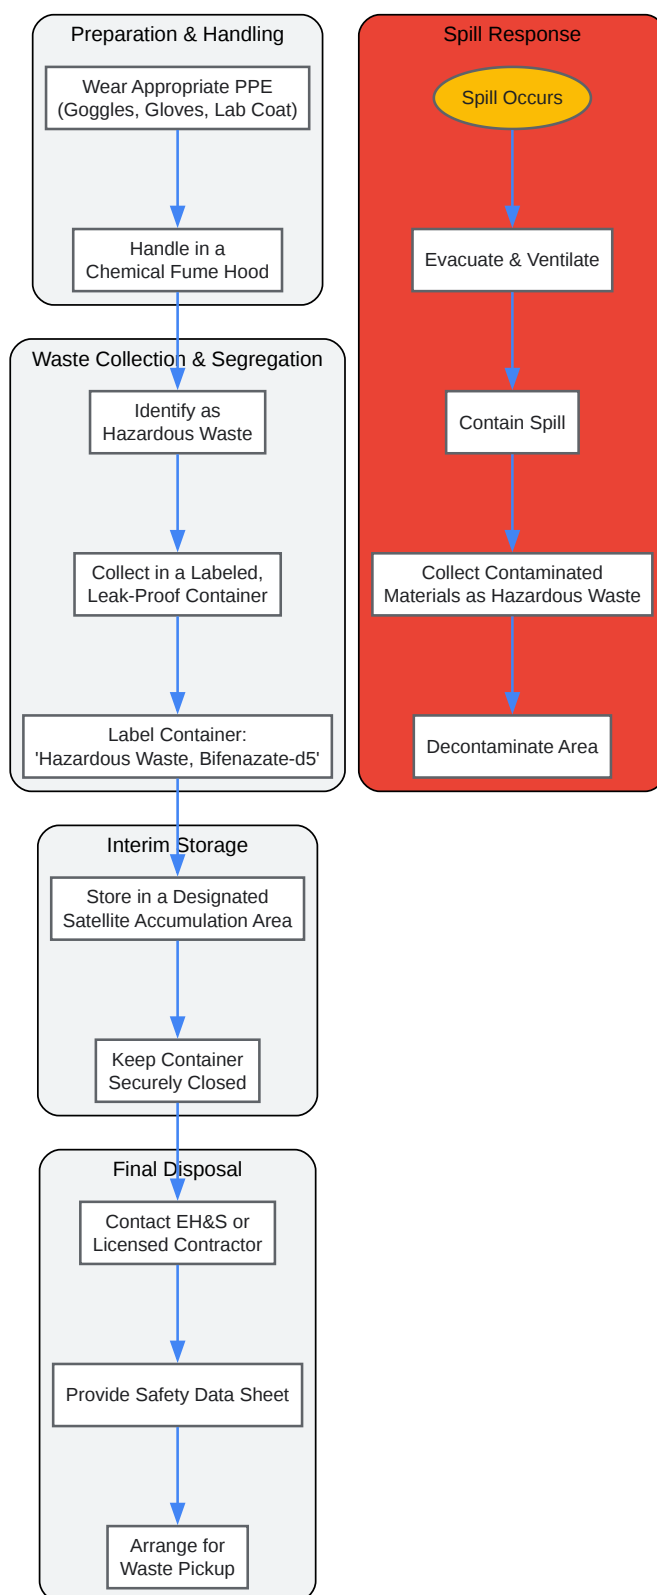 Preparation & Handling
Wear Appropriate PPE
(Goggles, Gloves, Lab Coat)
Handle in a
Chemical Fume Hood
Waste Collection & Segregation
Identify as
Hazardous Waste
Collect in a Labeled,
Leak-Proof Container
Label Container:
'Hazardous Waste, Bifenazate-d5'
Interim Storage
Store in a Designated
Satellite Accumulation Area
Keep Container
Securely Closed
Final Disposal
Contact EH&S or
Licensed Contractor
Provide Safety Data Sheet
Arrange for
Waste Pickup
Spill Response
Spill Occurs
Evacuate & Ventilate
Contain Spill
Collect Contaminated
Materials as Hazardous Waste
Decontaminate Area